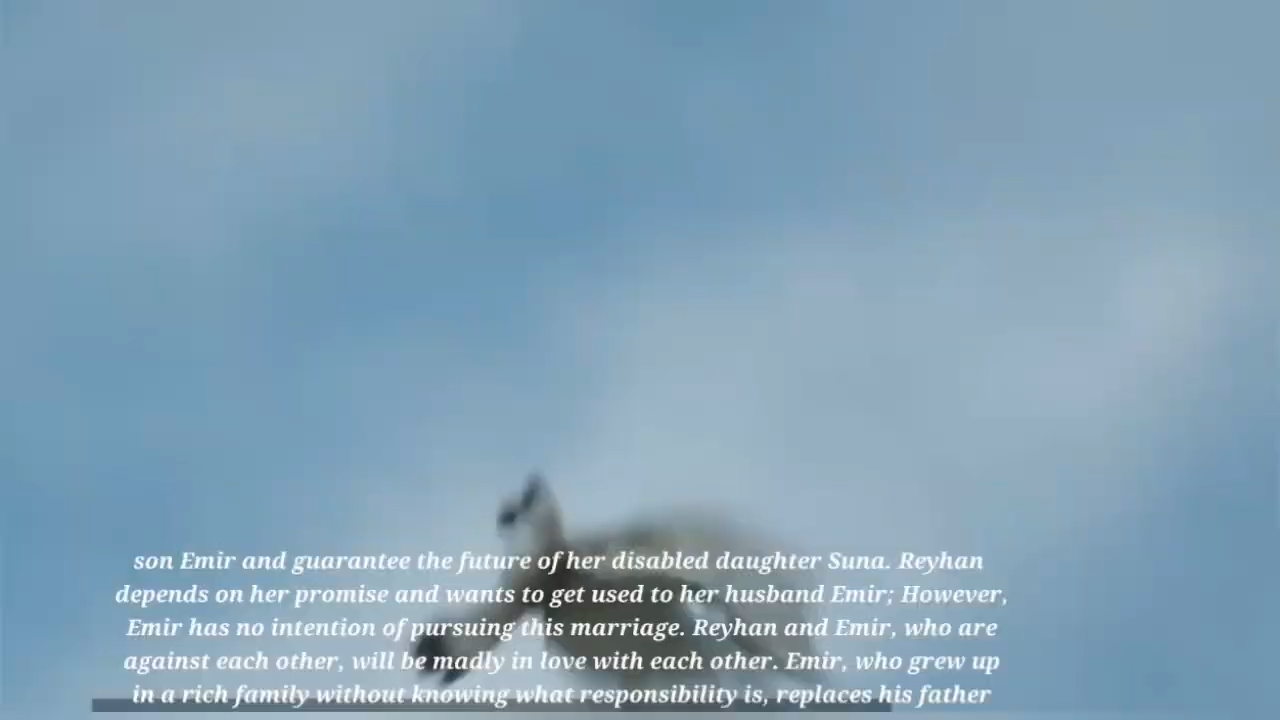 son Emir and guarantee the future of her disabled daughter Suna. Reyhan
depends on her promise and wants to get used to her husband Emir; However,
Emir has no intention of pursuing this marriage. Reyhan and Emir, who are
against each other, will be madly in love with each other. Emir, who grew up
in a rich family without knowing what responsibility is, replaces his father